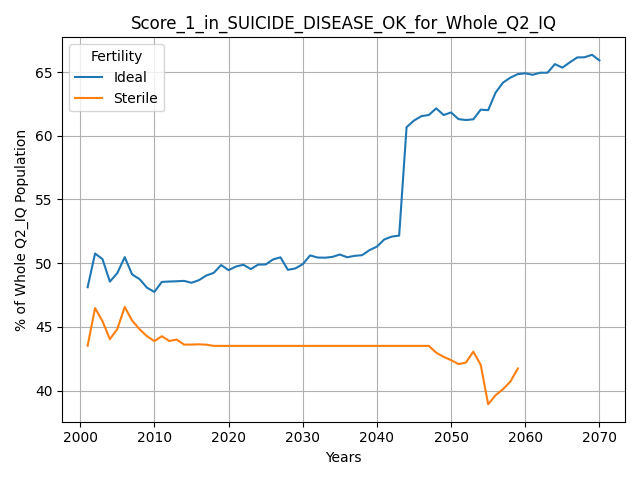 Score_1_in_SUICIDE_DISEASE_OK_for_Whole_Q2_IQ
Fertility
Ideal
Sterile
% of Whole Q2_IQ Population
65
60
55
50
45
40
2000 2010 2020 2030 2040 2050 2060 2070
Years